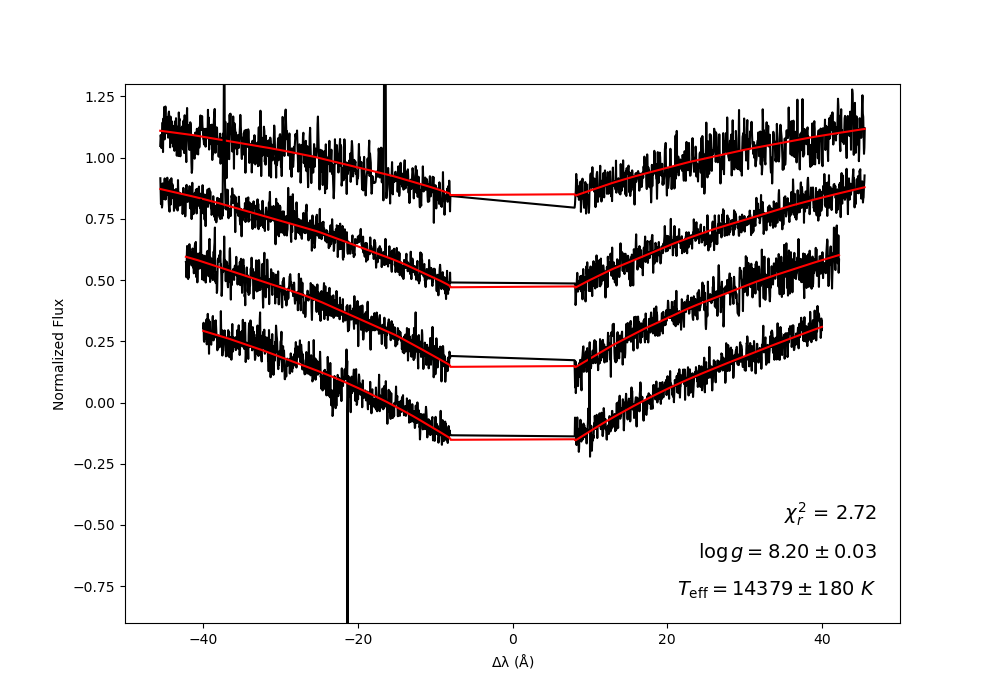 1.25
1.00
0.75
0.50
0.25
0.00
−0.25
−0.50
−0.75
Normalized Flux
χ²ᵣ = 2.72
log g = 8.20 ± 0.03
T_eff = 14379 ± 180 K
−40 −20 0 20 40
Δλ (Å)